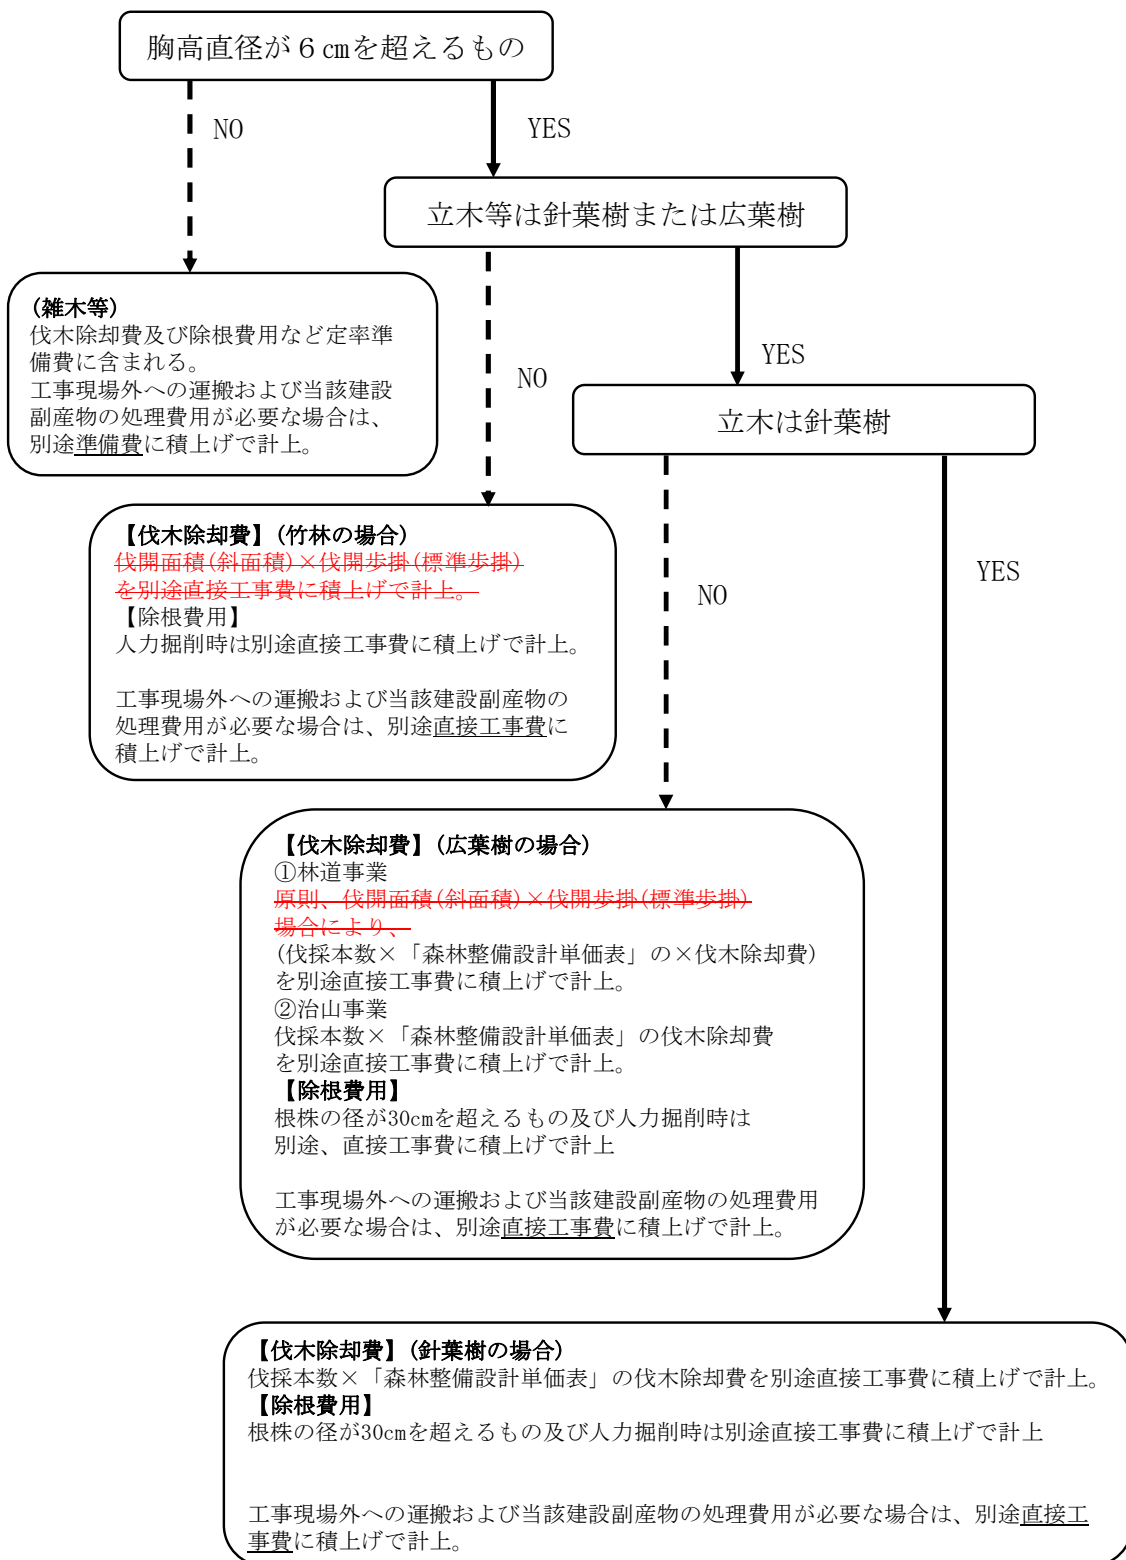 胸高直径が６㎝を超えるもの
NO
YES
立木等は針葉樹または広葉樹
(雑木等)
伐木除却費及び除根費用など定率準
備費に含まれる。
工事現場外への運搬および当該建設
副産物の処理費用が必要な場合は、
別途準備費に積上げで計上。
NO
YES
立木は針葉樹
【伐木除却費】(竹林の場合)
伐開面積(斜面積)×伐開歩掛(標準歩掛)
を別途直接工事費に積上げで計上。
【除根費用】
人力掘削時は別途直接工事費に積上げで計上。
工事現場外への運搬および当該建設副産物の
処理費用が必要な場合は、別途直接工事費に
積上げで計上。
NO
YES
【伐木除却費】(広葉樹の場合)
①林道事業
原則、伐開面積(斜面積)×伐開歩掛(標準歩掛)
場合により、
(伐採本数×「森林整備設計単価表」の×伐木除却費)
を別途直接工事費に積上げで計上。
②治山事業
伐採本数×「森林整備設計単価表」の伐木除却費
を別途直接工事費に積上げで計上。
【除根費用】
根株の径が30cmを超えるもの及び人力掘削時は
別途、直接工事費に積上げで計上
工事現場外への運搬および当該建設副産物の処理費用
が必要な場合は、別途直接工事費に積上げで計上。
【伐木除却費】(針葉樹の場合)
伐採本数×「森林整備設計単価表」の伐木除却費を別途直接工事費に積上げで計上。
【除根費用】
根株の径が30cmを超えるもの及び人力掘削時は別途直接工事費に積上げで計上
工事現場外への運搬および当該建設副産物の処理費用が必要な場合は、別途直接工
事費に積上げで計上。